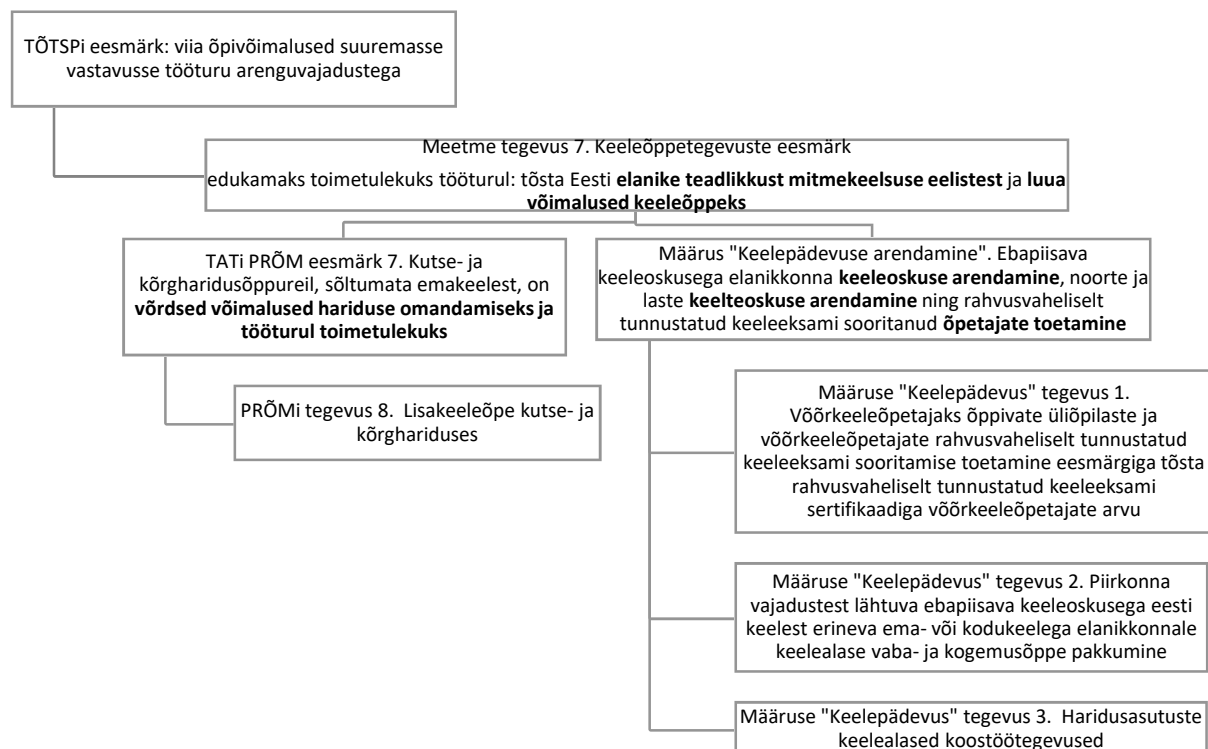 TÕTSPi eesmärk: viia õpivõimalused suuremasse
vastavusse tööturu arenguvajadustega
Meetme tegevus 7. Keeleõppetegevuste eesmärk
edukamaks toimetulekuks tööturul: tõsta Eesti elanike teadlikkust mitmekeelsuse eelistest ja luua
võimalused keeleõppeks
TATi PRÕM eesmärk 7. Kutse- ja
kõrgharidusõppureil, sõltumata emakeelest, on
võrdsed võimalused hariduse omandamiseks ja
tööturul toimetulekuks
Määrus "Keelepädevuse arendamine". Ebapiisava
keeleoskusega elanikkonna keeleoskuse arendamine, noorte ja
laste keelteoskuse arendamine ning rahvusvaheliselt
tunnustatud keeleeksami sooritanud õpetajate toetamine
PRÕMi tegevus 8. Lisakeeleõpe kutse- ja
kõrghariduses
Määruse "Keelepädevus" tegevus 1.
Võõrkeeleõpetajaks õppivate üliõpilaste ja
võõrkeeleõpetajate rahvusvaheliselt tunnustatud
keeleeksami sooritamise toetamine eesmärgiga tõsta
rahvusvaheliselt tunnustatud keeleeksami
sertifikaadiga võõrkeeleõpetajate arvu
Määruse "Keelepädevus" tegevus 2. Piirkonna
vajadustest lähtuva ebapiisava keeleoskusega eesti
keelest erineva ema- või kodukeelega elanikkonnale
keelealase vaba- ja kogemusõppe pakkumine
Määruse "Keelepädevus" tegevus 3. Haridusasutuste
keelealased koostöötegevused